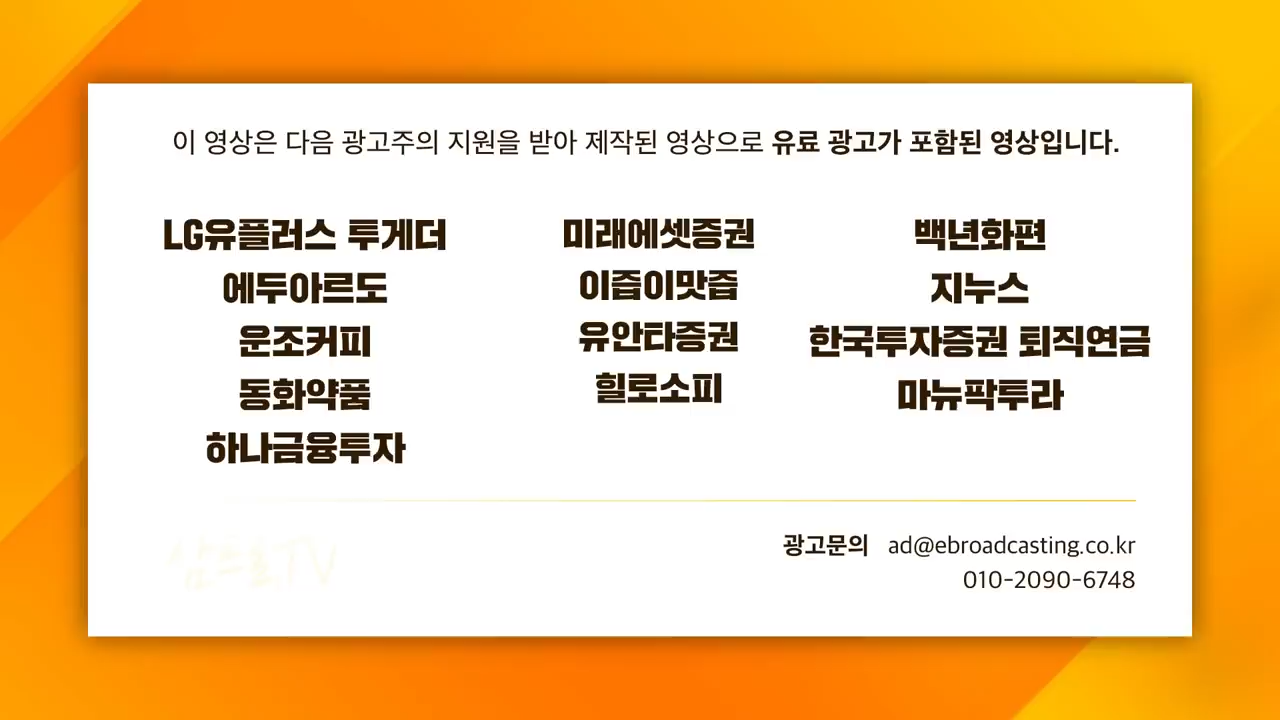 이 영상은 다음 광고주의 지원을 받아 제작된 영상으로 유료 광고가 포함된 영상입니다.
LG유플러스 투게더
에두아르도
운조커피
동화약품
하나금융투자
미래에셋증권
이즙이맛즙
유안타증권
힐로소피
백년화편
지누스
한국투자증권 퇴직연금
마뉴팍투라
삼프로TV
광고문의 ad@ebroadcasting.co.kr
010-2090-6748